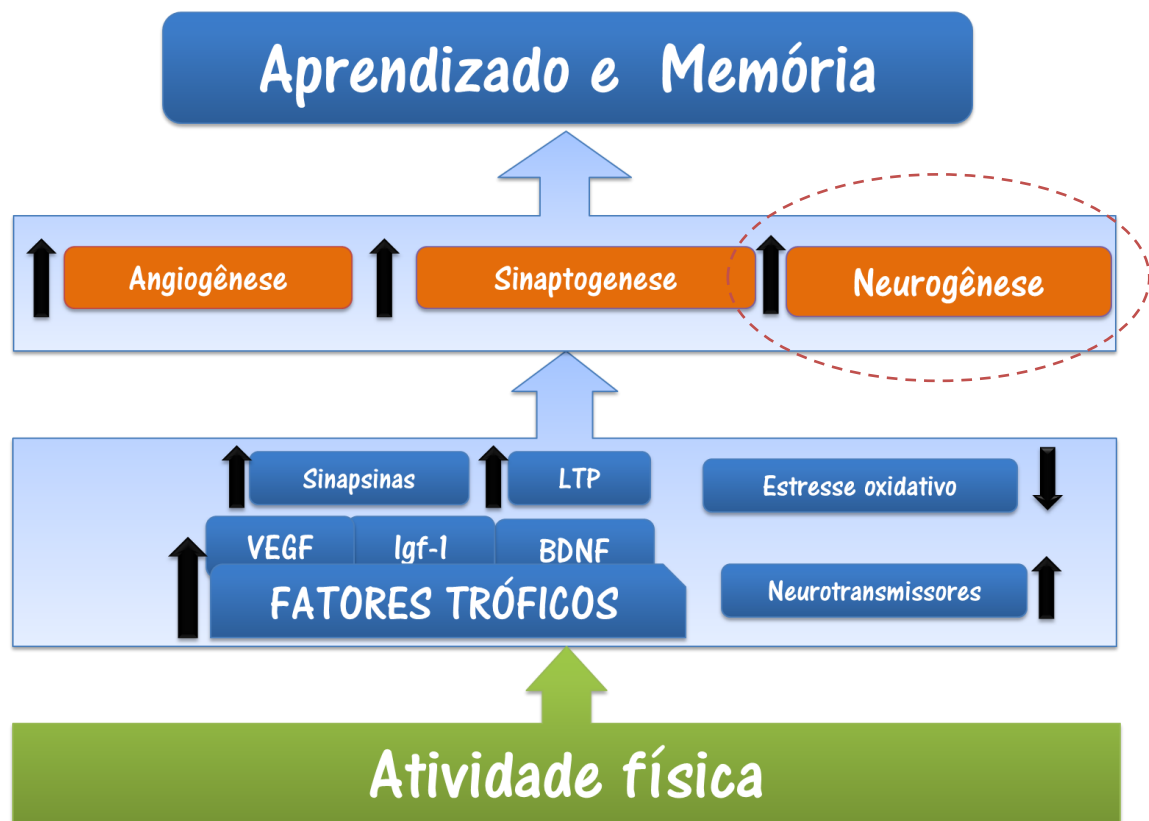 Aprendizado e Memória
Angiogênese
Sinaptogenese
Neurogênese
Sinapsinas
LTP
Estresse oxidativo
VEGF
Igf-1
BDNF
FATORES TRÓFICOS
Neurotransmissores
Atividade física